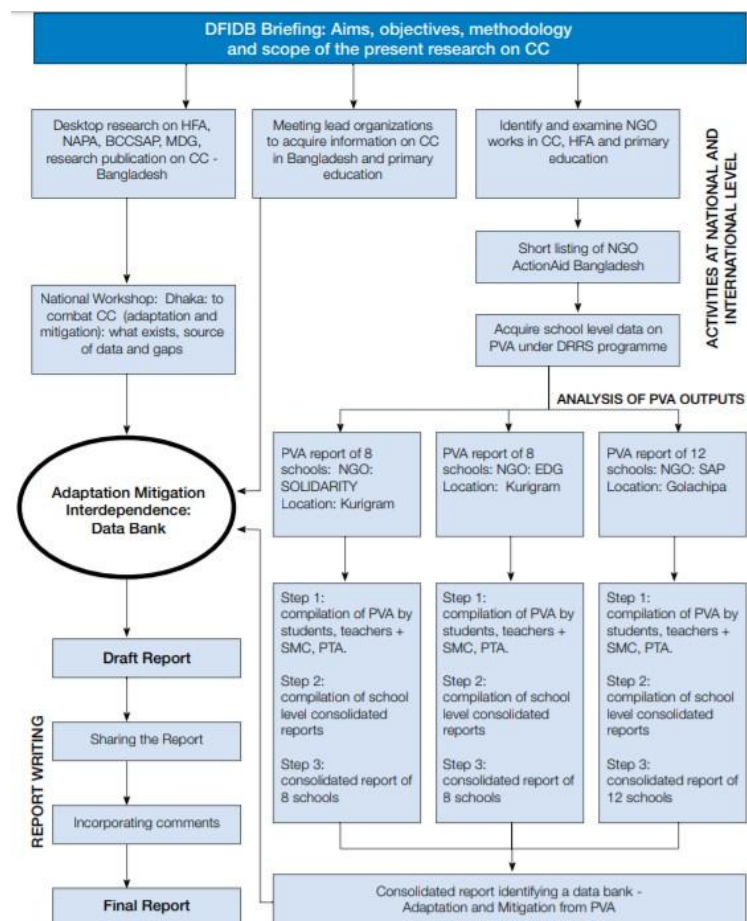 DFIDB Briefing: Aims, objectives, methodology
and scope of the present research on CC
Desktop research on HFA,
NAPA, BCCSAP, MDG,
research publication on CC -
Bangladesh
Meeting lead organizations
to acquire information on CC
in Bangladesh and primary
education
Identify and examine NGO
works in CC, HFA and primary
education
ACTIVITIES AT NATIONAL AND
INTERNATIONAL LEVEL
Short listing of NGO
ActionAid Bangladesh
National Workshop: Dhaka: to
combat CC (adaptation and
mitigation): what exists, source
of data and gaps
Acquire school level data on
PVA under DRRS programme
ANALYSIS OF PVA OUTPUTS
PVA report of 8
schools: NGO:
SOLIDARITY
Location: Kurigram
PVA report of 8
schools: NGO: EDG
Location: Kurigram
PVA report of 12
schools: NGO: SAP
Location: Golachipa
Adaptation Mitigation
Interdependence:
Data Bank
Step 1:
compilation of PVA by
students, teachers +
SMC, PTA.
Step 2:
compilation of school
level consolidated
reports
Step 3:
consolidated report of
8 schools
Step 1:
compilation of PVA by
students, teachers +
SMC, PTA.
Step 2:
compilation of school
level consolidated
reports
Step 3:
consolidated report of
8 schools
Step 1:
compilation of PVA by
students, teachers +
SMC, PTA.
Step 2:
compilation of school
level consolidated
reports
Step 3:
consolidated report of
12 schools
REPORT WRITING
Draft Report
Sharing the Report
Incorporating comments
Final Report
Consolidated report identifying a data bank -
Adaptation and Mitigation from PVA